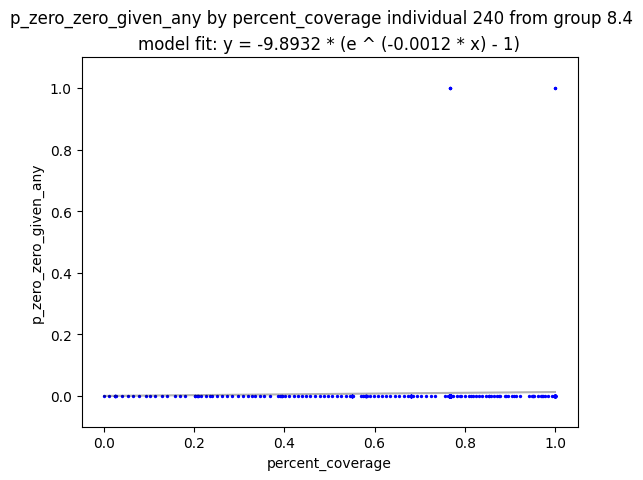 p_zero_zero_given_any by percent_coverage individual 240 from group 8.4
model fit: y = -9.8932 * (e ^ (-0.0012 * x) - 1)
1.0
0.8
0.6
0.4
0.2
0.0
p_zero_zero_given_any
0.0 0.2 0.4 0.6 0.8 1.0
percent_coverage